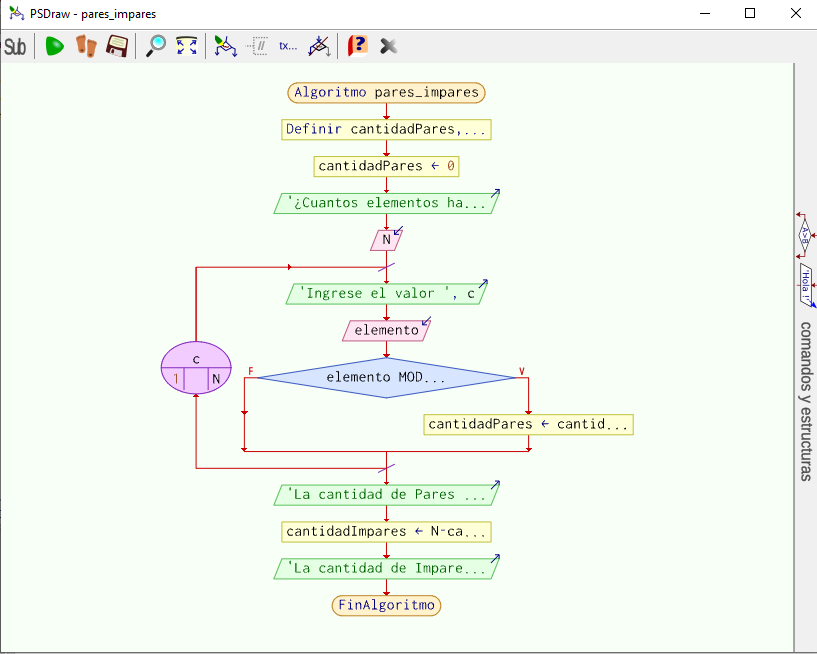 PSDraw - pares_impares
Sub
tx...
?
Algoritmo pares_impares
Definir cantidadPares,...
cantidadPares ← 0
'¿Cuantos elementos ha...
N
'Ingrese el valor ', c
elemento
c
1 N
F
elemento MOD...
V
cantidadPares ← cantid...
'La cantidad de Pares ...
cantidadImpares ← N-ca...
'La cantidad de Impare...
FinAlgoritmo
A>B
'Hola !'
comandos y estructuras